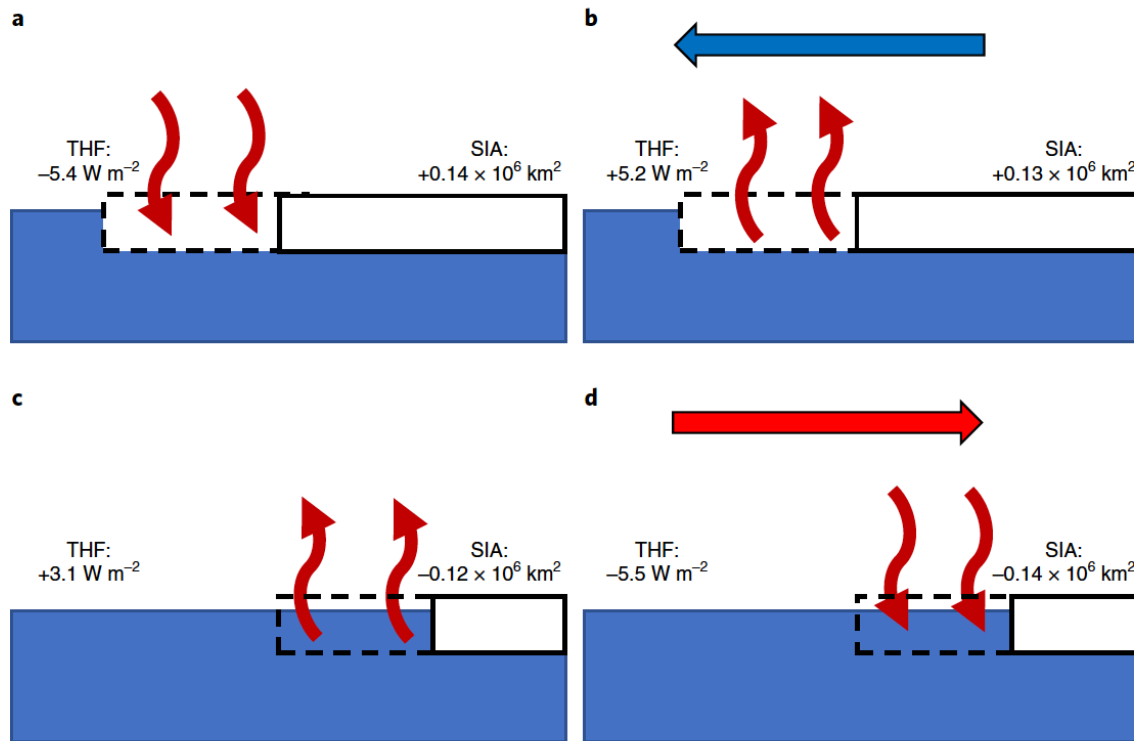 a
THF:
–5.4 W m⁻²
SIA:
+0.14 × 10⁶ km²
b
THF:
+5.2 W m⁻²
SIA:
+0.13 × 10⁶ km²
c
THF:
+3.1 W m⁻²
SIA:
–0.12 × 10⁶ km²
d
THF:
–5.5 W m⁻²
SIA:
–0.14 × 10⁶ km²